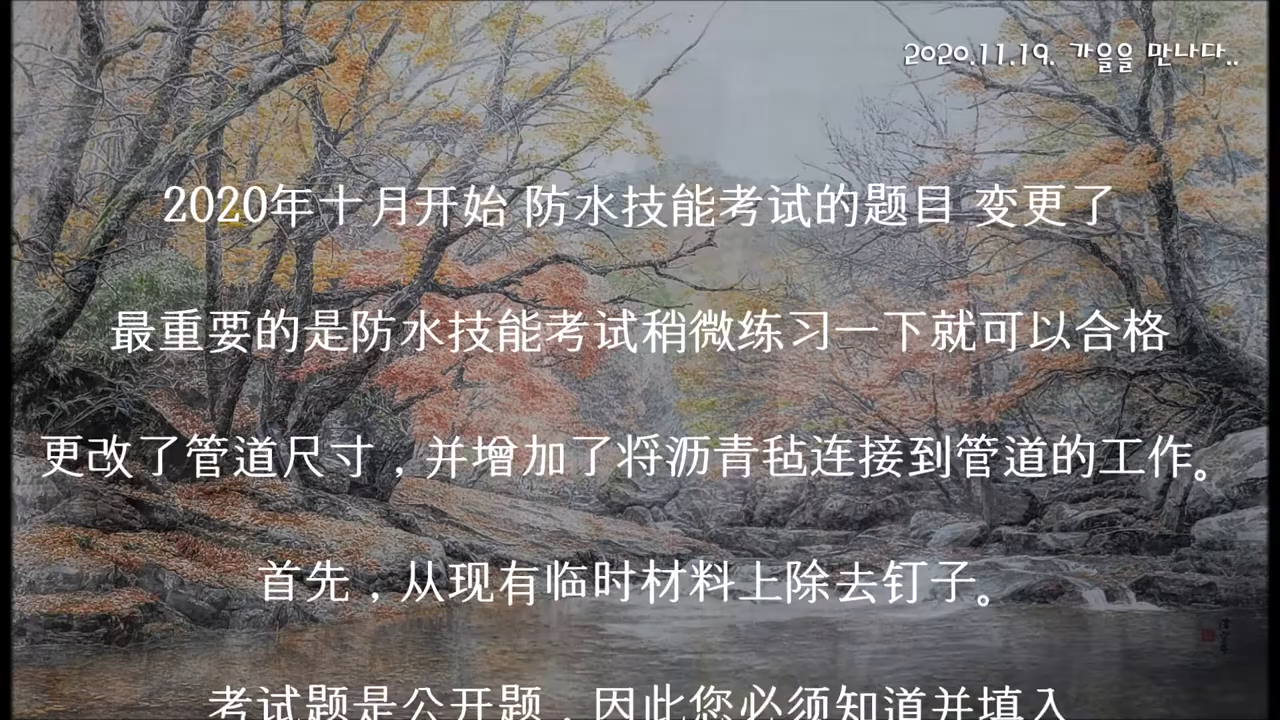 2020.11.19. 가을을 만나다..
2020年十月开始 防水技能考试的题目 变更了
最重要的是防水技能考试稍微练习一下就可以合格
更改了管道尺寸，并增加了将沥青毡连接到管道的工作。
首先，从现有临时材料上除去钉子。
考试题是公开题，因此您必须知道并填入